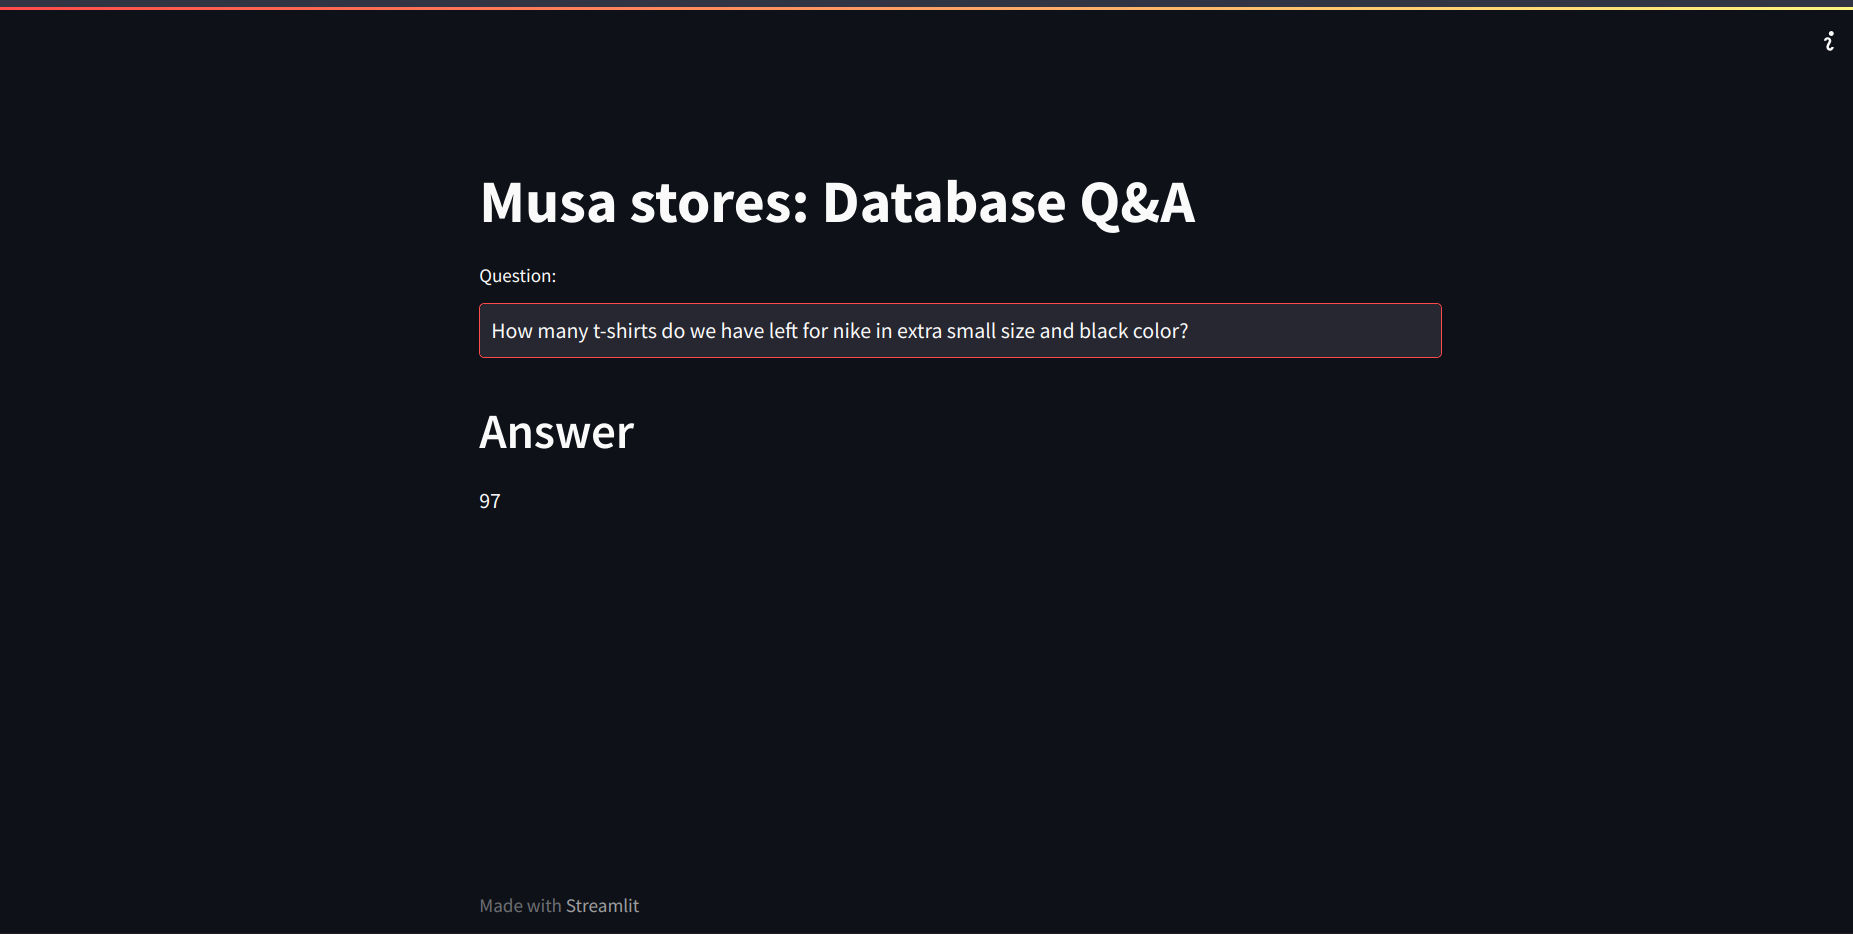 Musa stores: Database Q&A
Question:
How many t-shirts do we have left for nike in extra small size and black color?
Answer
97
Made with Streamlit